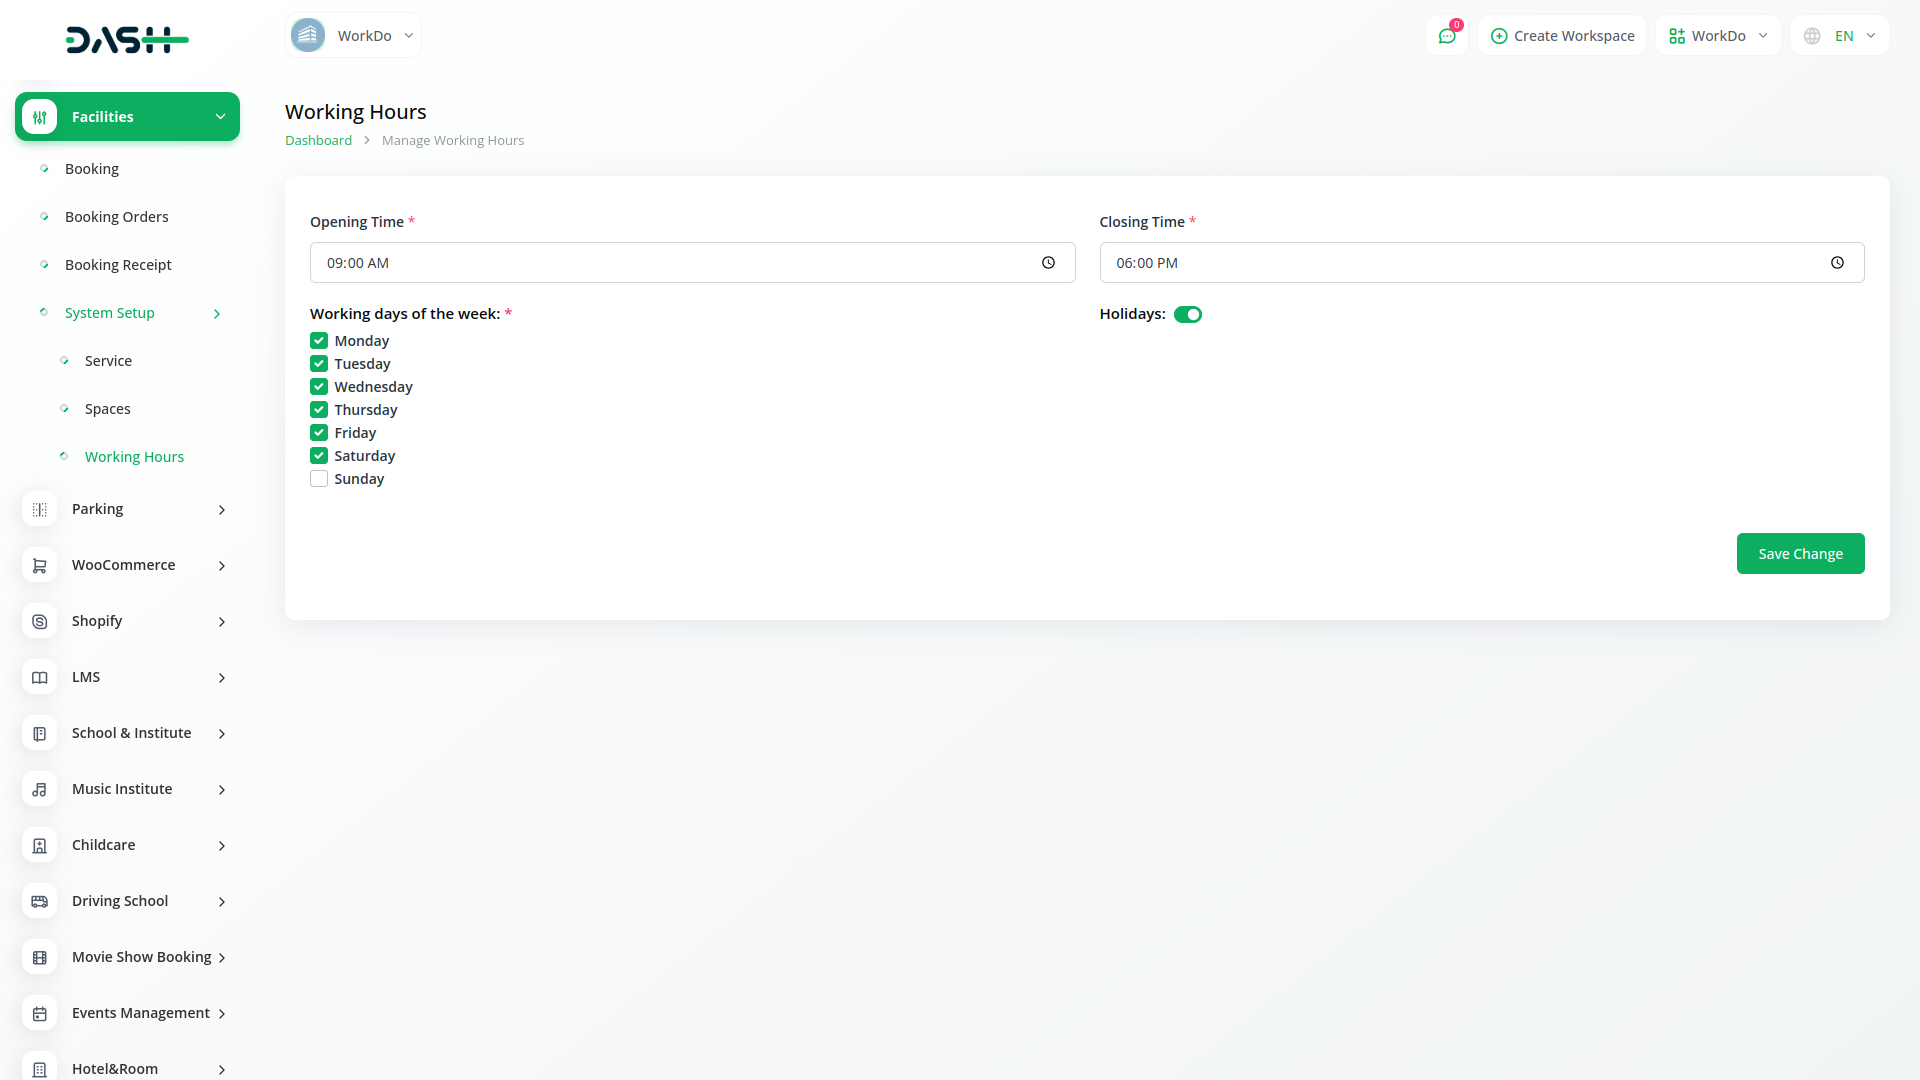 DASH
WorkDo
0
Create Workspace
WorkDo
EN
Facilities
Booking
Booking Orders
Booking Receipt
System Setup
Service
Spaces
Working Hours
Parking
WooCommerce
Shopify
LMS
School & Institute
Music Institute
Childcare
Driving School
Movie Show Booking
Events Management
Hotel&Room
Working Hours
Dashboard > Manage Working Hours
Opening Time *
09:00 AM
Closing Time *
06:00 PM
Working days of the week: *
Monday
Tuesday
Wednesday
Thursday
Friday
Saturday
Sunday
Holidays:
Save Change